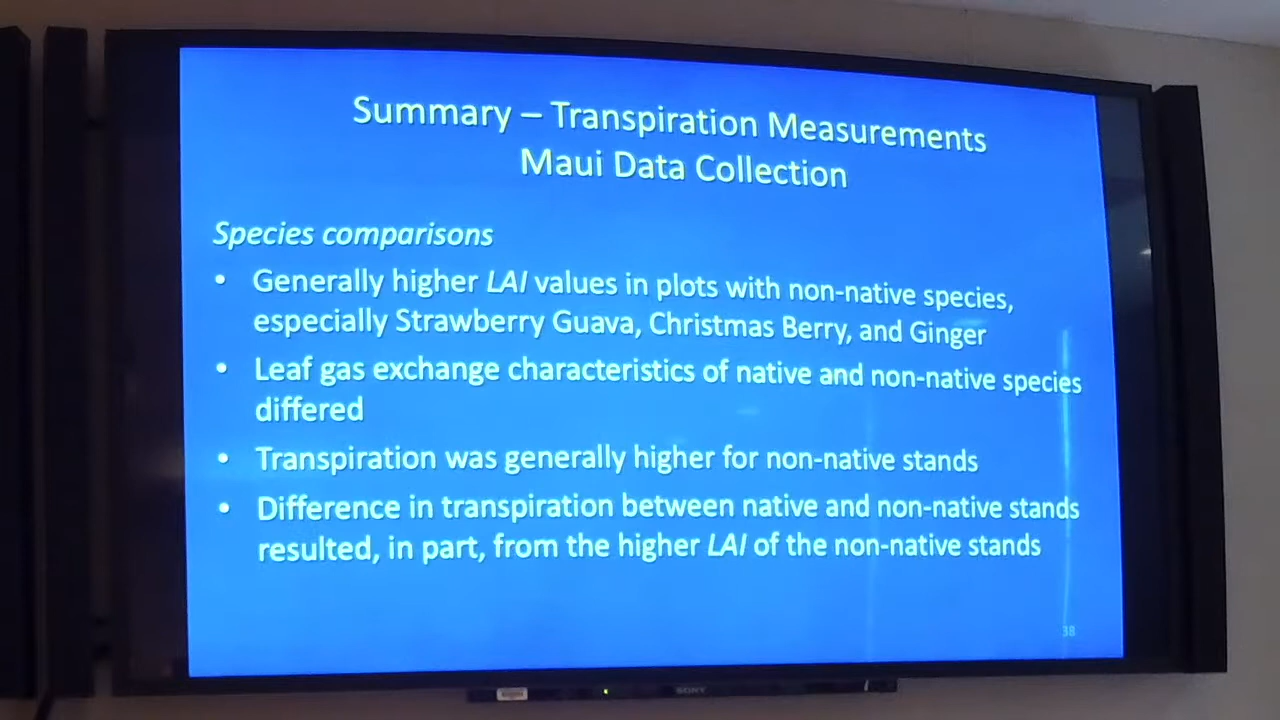 Summary – Transpiration Measurements
Maui Data Collection
Species comparisons
• Generally higher LAI values in plots with non-native species,
especially Strawberry Guava, Christmas Berry, and Ginger
• Leaf gas exchange characteristics of native and non-native species
differed
• Transpiration was generally higher for non-native stands
• Difference in transpiration between native and non-native stands
resulted, in part, from the higher LAI of the non-native stands
38
SONY